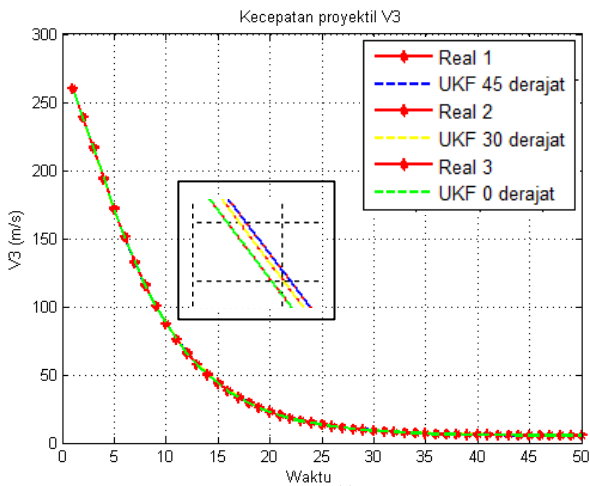 Kecepatan proyektil V3
300
250
200
150
100
50
0
V3 (m/s)
Real 1
UKF 45 derajat
Real 2
UKF 30 derajat
Real 3
UKF 0 derajat
0 5 10 15 20 25 30 35 40 45 50
Waktu